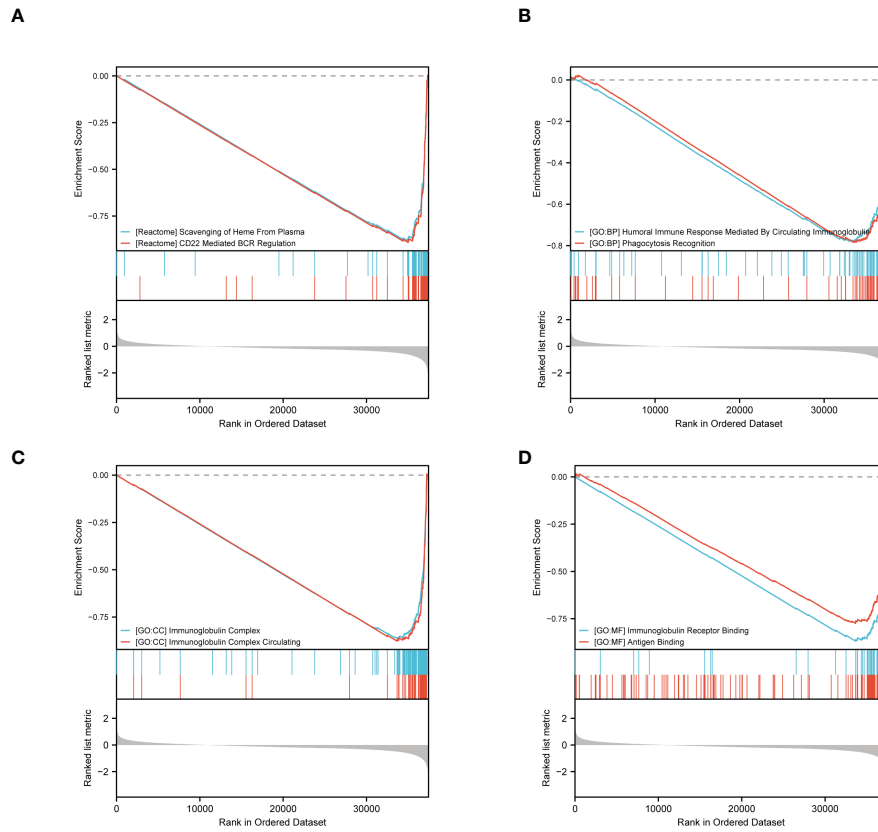 A
Enrichment Score
0.00
−0.25
−0.50
−0.75
[Reactome] Scavenging of Heme From Plasma
[Reactome] CD22 Mediated BCR Regulation
Ranked list metric
2
0
−2
0
10000
20000
30000
Rank in Ordered Dataset
B
Enrichment Score
0.0
−0.2
−0.4
−0.6
−0.8
[GO:BP] Humoral Immune Response Mediated By Circulating Immunoglobulin
[GO:BP] Phagocytosis Recognition
Ranked list metric
2
0
−2
0
10000
20000
30000
Rank in Ordered Dataset
C
Enrichment Score
0.00
−0.25
−0.50
−0.75
[GO:CC] Immunoglobulin Complex
[GO:CC] Immunoglobulin Complex Circulating
Ranked list metric
2
0
−2
0
10000
20000
30000
Rank in Ordered Dataset
D
Enrichment Score
0.00
−0.25
−0.50
−0.75
[GO:MF] Immunoglobulin Receptor Binding
[GO:MF] Antigen Binding
Ranked list metric
2
0
−2
0
10000
20000
30000
Rank in Ordered Dataset